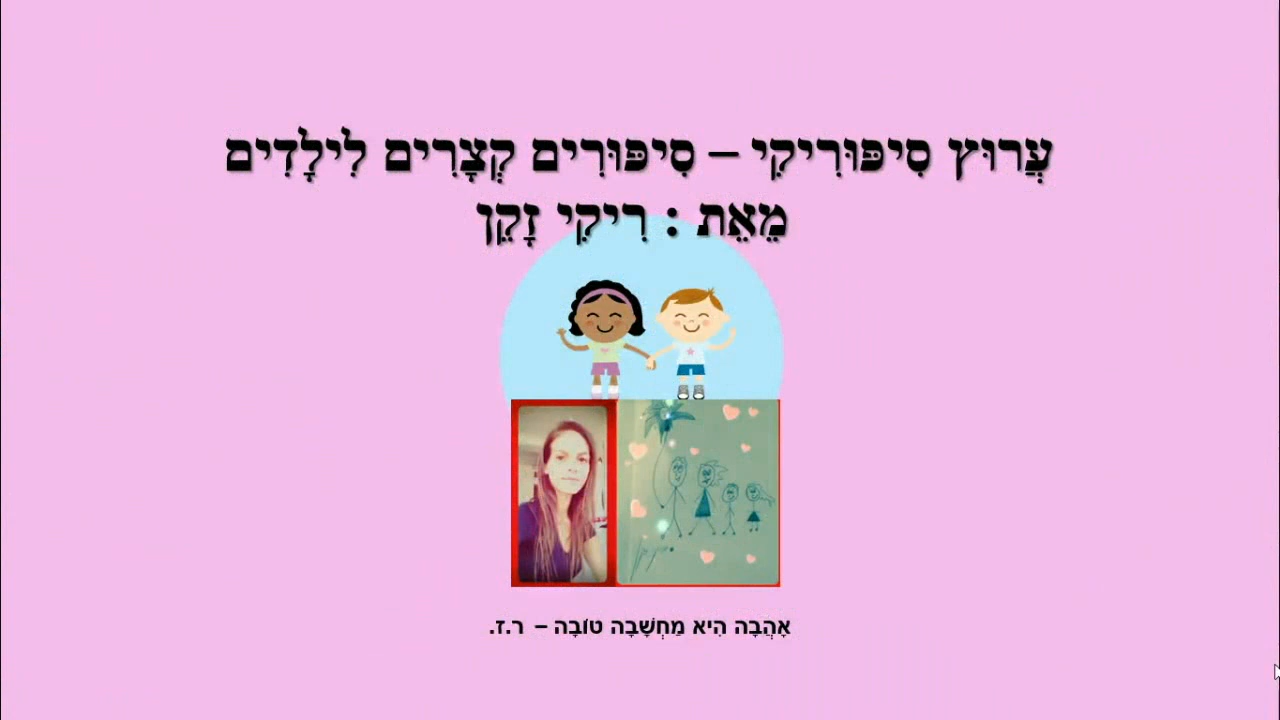 עֲרוּץ סִיפּוּרִיקִי – סִיפּוּרִים קְצָרִים לִילָדִים
מֵאֵת : רִיקִי זָקֵן
אָהֲבָה הִיא מַחְשָׁבָה טוֹבָה – ר.ז.